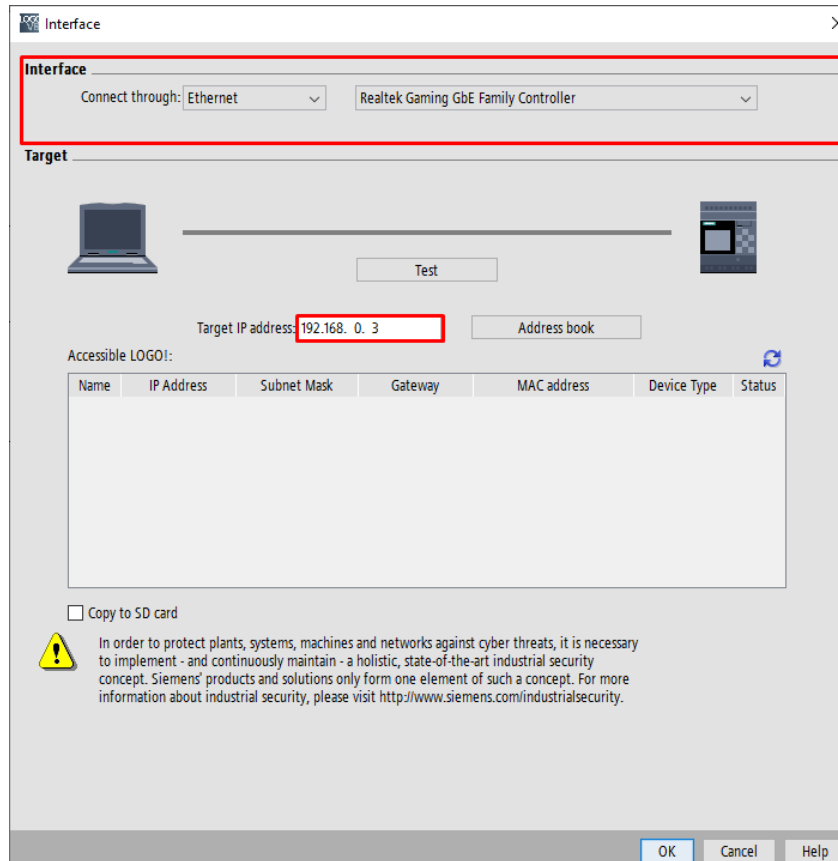 Interface
Interface
Connect through: Ethernet Realtek Gaming GbE Family Controller
Target
Test
Target IP address: 192.168. 0. 3 Address book
Accessible LOGO!:
Name IP Address Subnet Mask Gateway MAC address Device Type Status
Copy to SD card
In order to protect plants, systems, machines and networks against cyber threats, it is necessary
to implement - and continuously maintain - a holistic, state-of-the-art industrial security
concept. Siemens' products and solutions only form one element of such a concept. For more
information about industrial security, please visit http://www.siemens.com/industrialsecurity.
OK Cancel Help